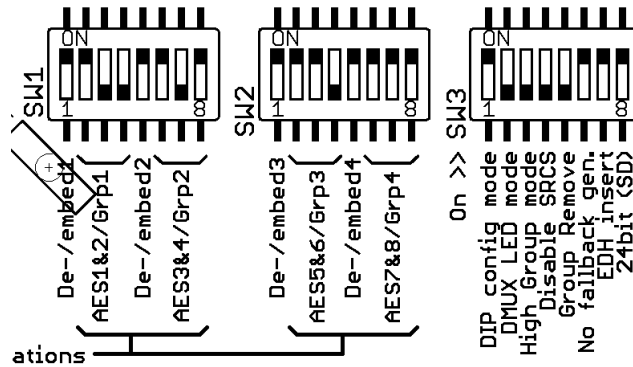 ON
SW1
1
8
ON
SW2
1
8
ON
SW3
1
8
De-/embed1
AES1&2/Grp1
De-/embed2
AES3&4/Grp2
De-/embed3
AES5&6/Grp3
De-/embed4
AES7&8/Grp4
On >>
DIP config mode
DMUX LED mode
High Group mode
Disable SRCS
Group Remove
No fallback gen.
EDH insert
24bit (SD)
ations